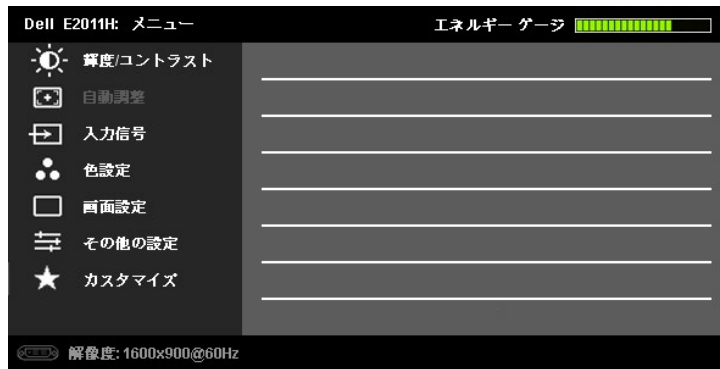 Dell E2011H: メニュー
エネルギー ゲージ
輝度/コントラスト
自動調整
入力信号
色設定
画面設定
その他の設定
カスタマイズ
解像度: 1600x900@60Hz